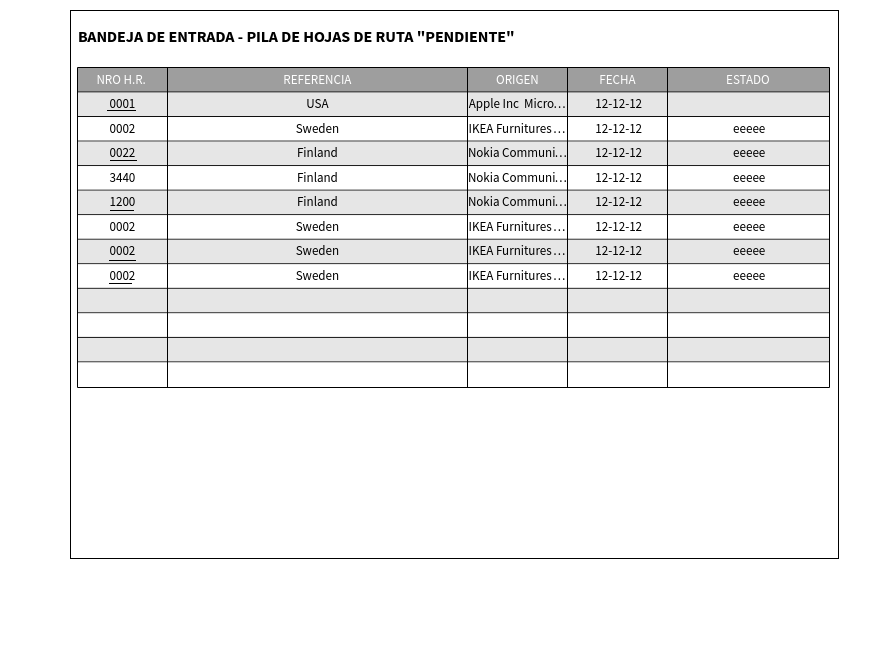 BANDEJA DE ENTRADA - PILA DE HOJAS DE RUTA "PENDIENTE"
NRO H.R. REFERENCIA ORIGEN FECHA ESTADO
0001 USA Apple Inc Micro... 12-12-12
0002 Sweden IKEA Furnitures... 12-12-12 eeeee
0022 Finland Nokia Communi... 12-12-12 eeeee
3440 Finland Nokia Communi... 12-12-12 eeeee
1200 Finland Nokia Communi... 12-12-12 eeeee
0002 Sweden IKEA Furnitures... 12-12-12 eeeee
0002 Sweden IKEA Furnitures... 12-12-12 eeeee
0002 Sweden IKEA Furnitures... 12-12-12 eeeee